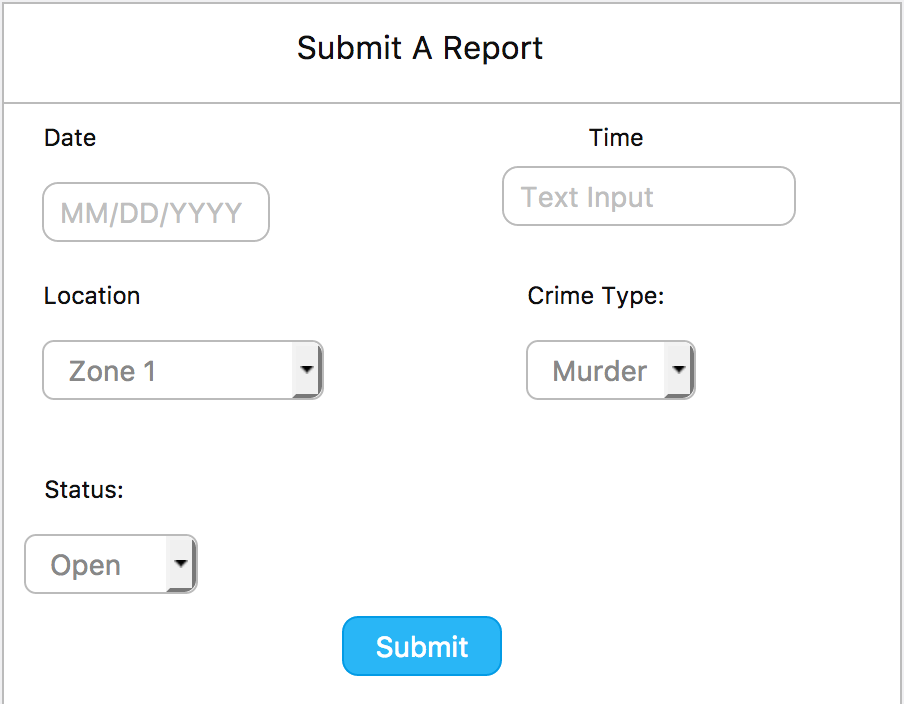 Submit A Report
Date
Time
MM/DD/YYYY
Text Input
Location
Crime Type:
Zone 1
Murder
Status:
Open
Submit